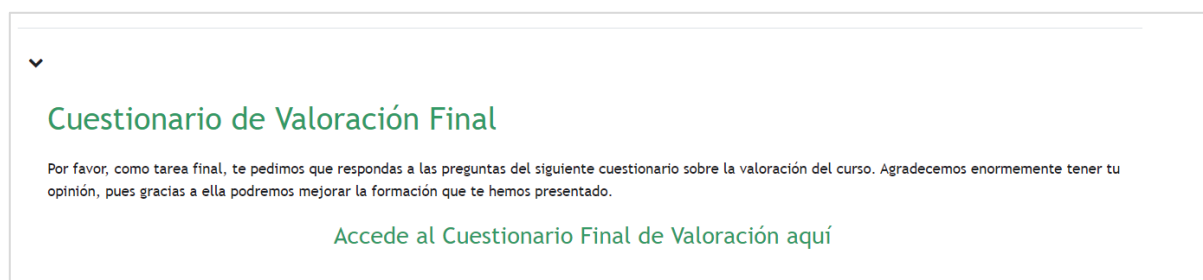 Cuestionario de Valoración Final
Por favor, como tarea final, te pedimos que respondas a las preguntas del siguiente cuestionario sobre la valoración del curso. Agradecemos enormemente tener tu
opinión, pues gracias a ella podremos mejorar la formación que te hemos presentado.
Accede al Cuestionario Final de Valoración aquí